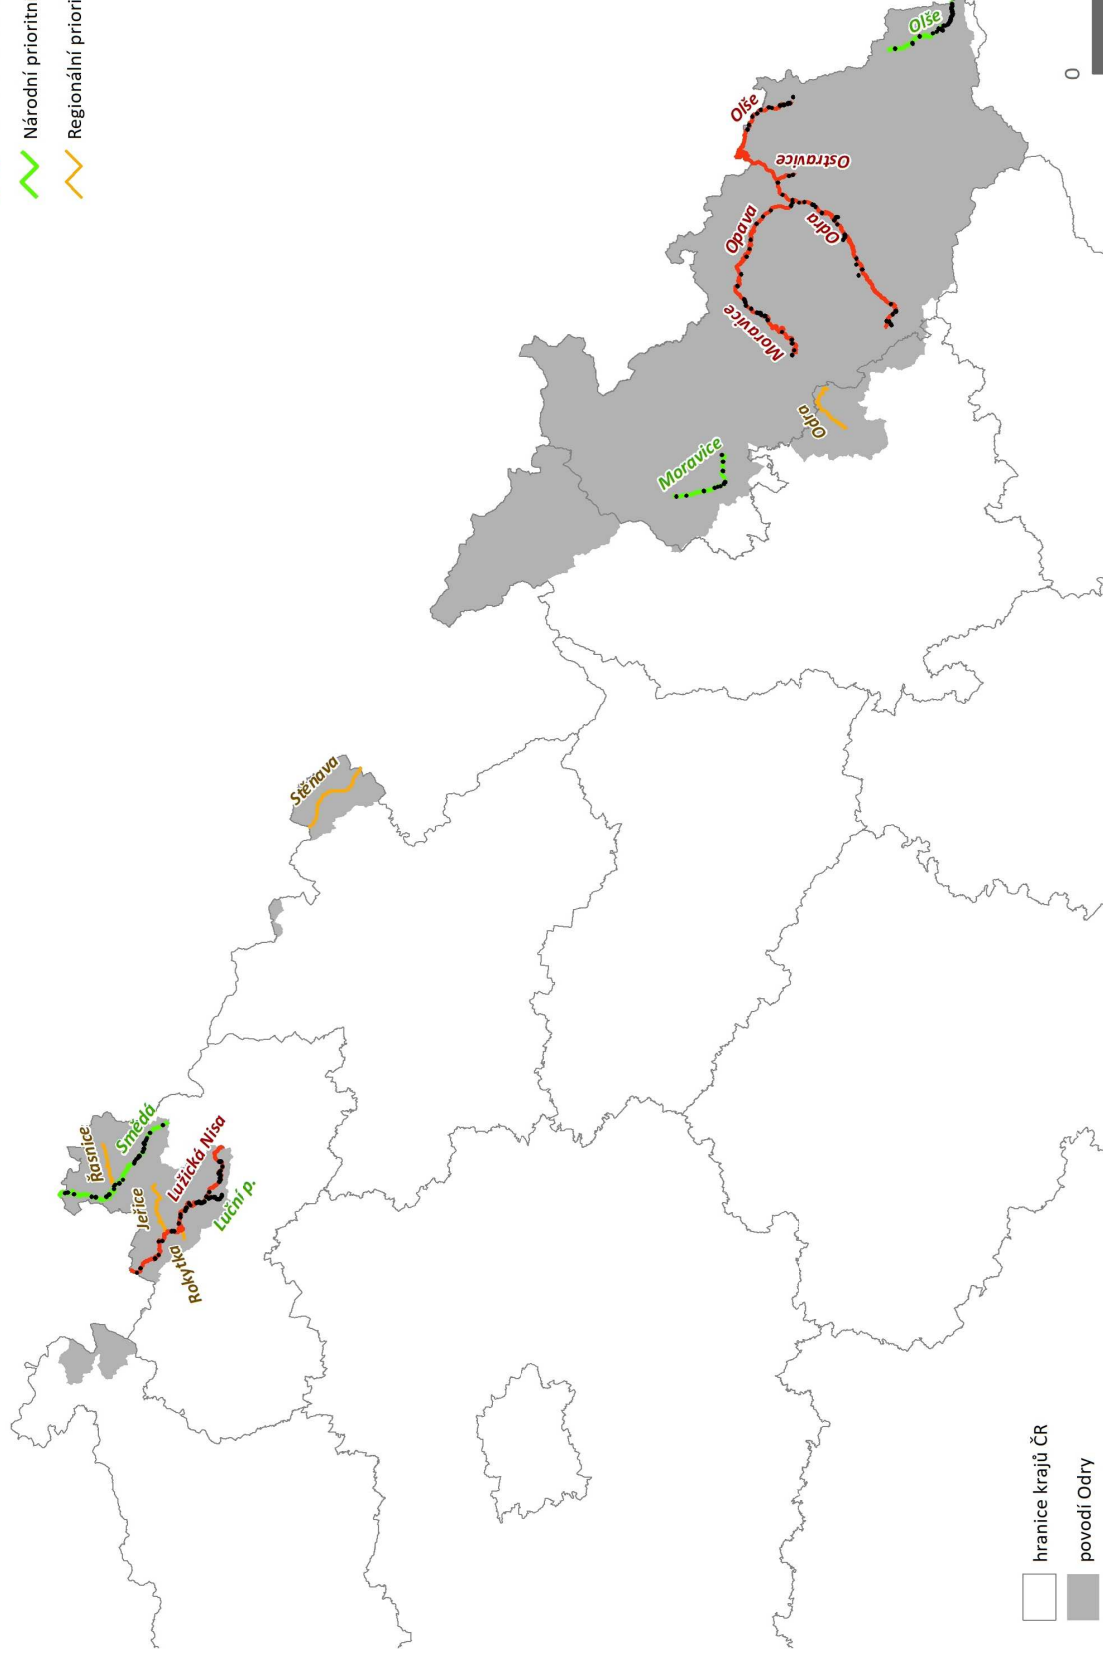 Národní prioritn
Regionální priori
Olše
0
Olše
Ostravice
Opava
Odra
Moravice
Odra
Moravice
Stěnava
Řasnice
Smědá
Jeřice
Lužická Nisa
Luční p.
Rokytka
hranice krajů ČR
povodí Odry